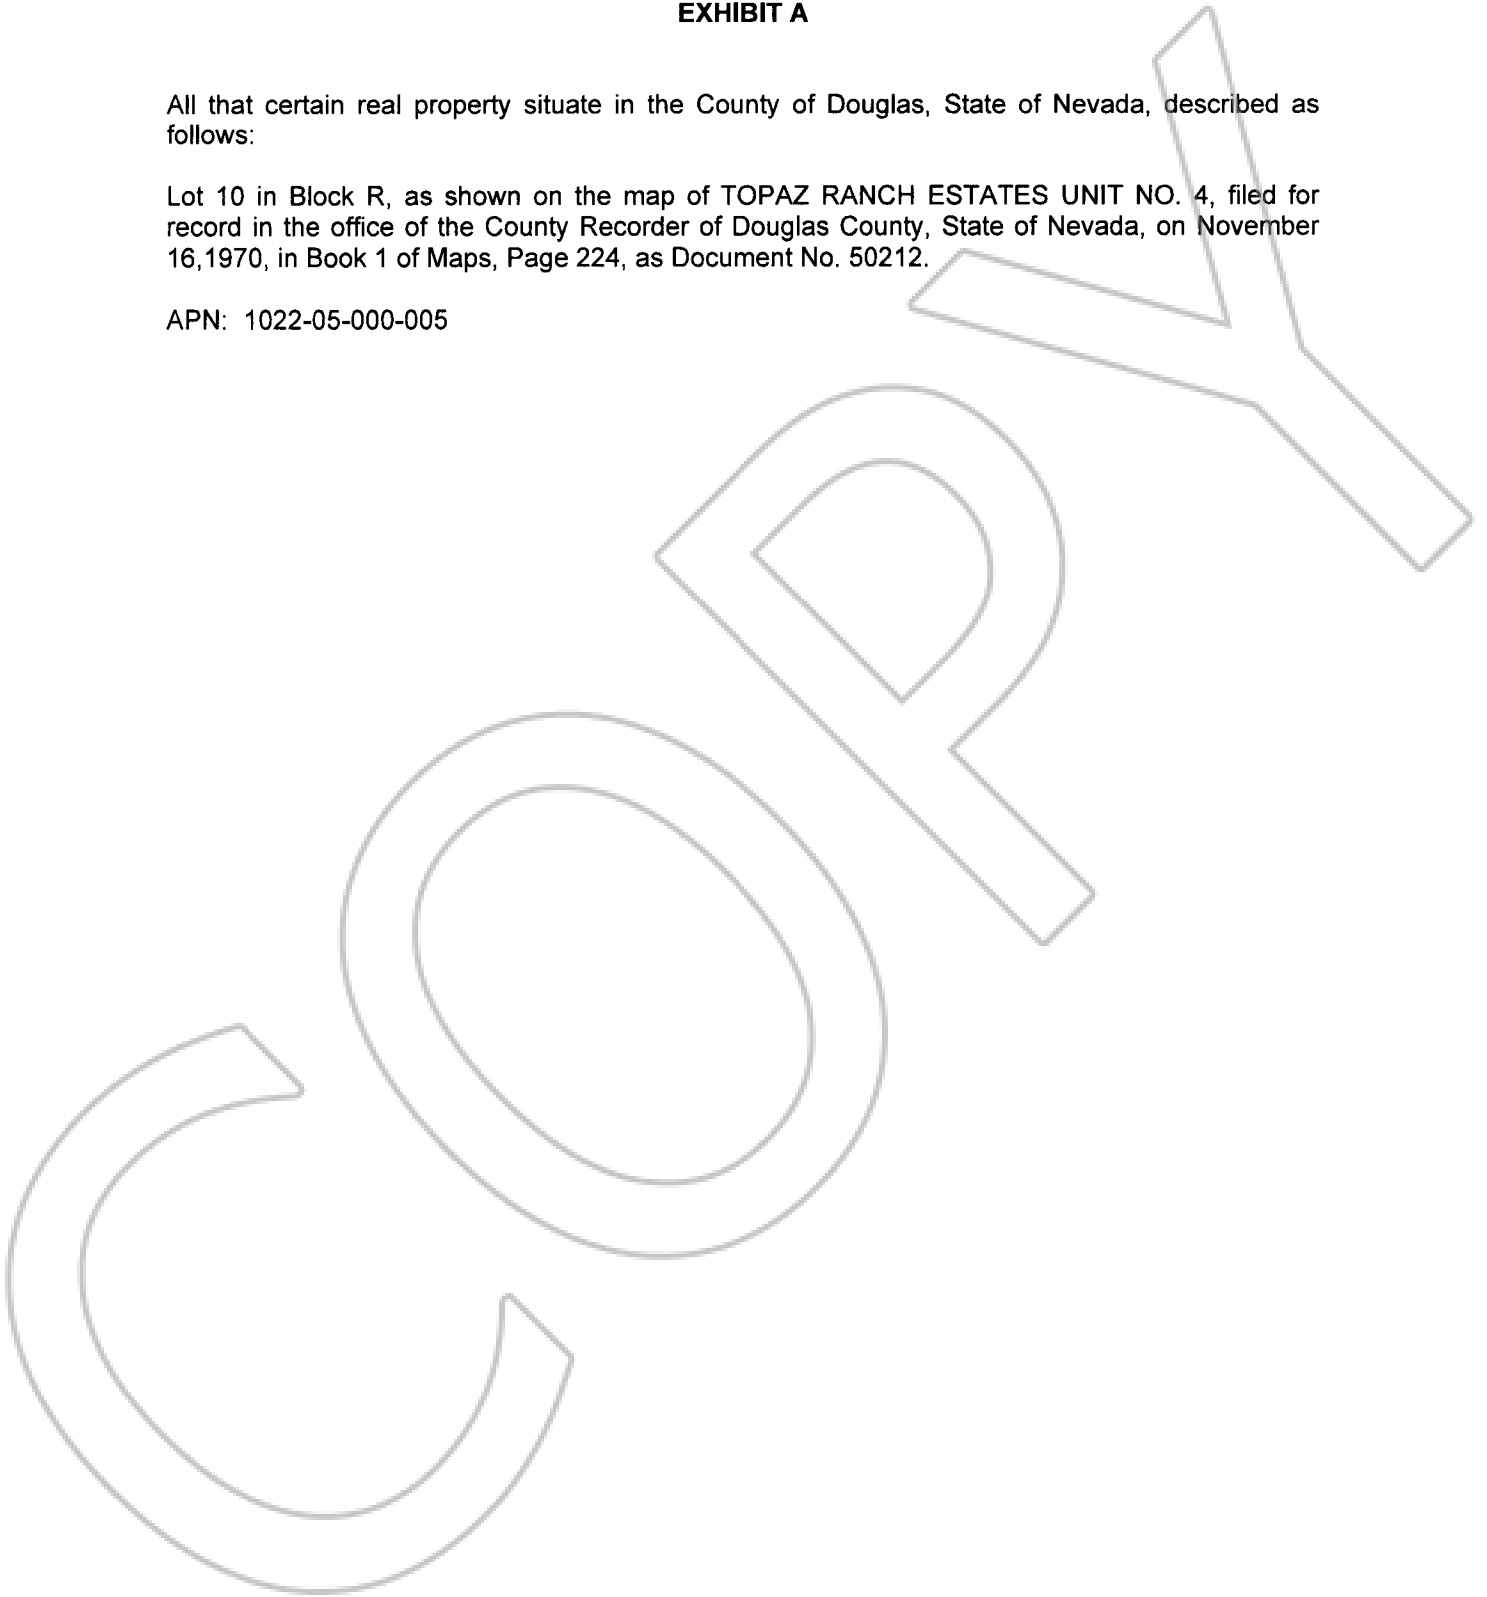 EXHIBIT A
All that certain real property situate in the County of Douglas, State of Nevada, described as
follows:
Lot 10 in Block R, as shown on the map of TOPAZ RANCH ESTATES UNIT NO. 4, filed for
record in the office of the County Recorder of Douglas County, State of Nevada, on November
16,1970, in Book 1 of Maps, Page 224, as Document No. 50212.
APN: 1022-05-000-005
COPY